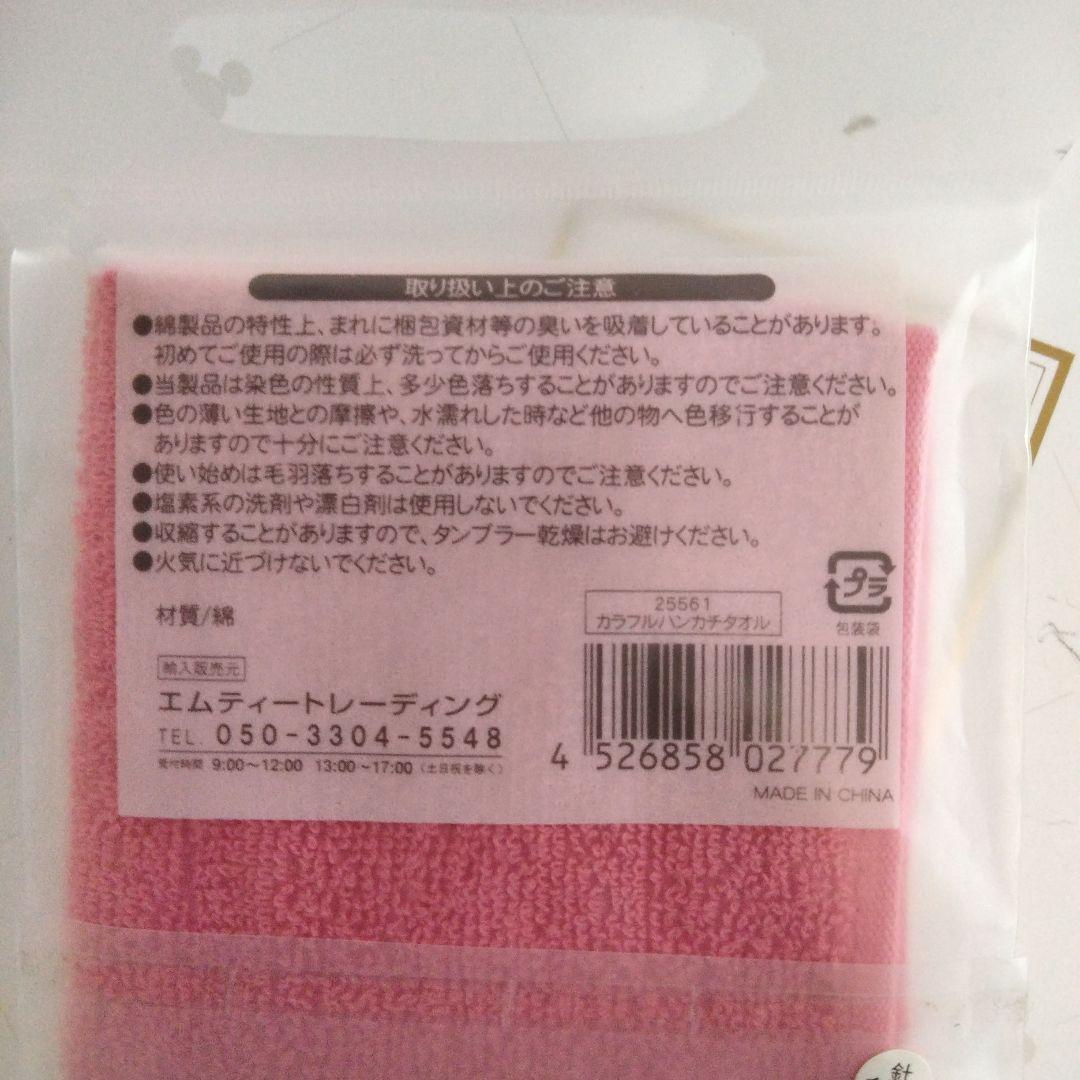 取り扱い上のご注意
●綿製品の特性上、まれに梱包資材等の臭いを吸着していることがあります。
初めてご使用の際は必ず洗ってからご使用ください。
●当製品は染色の性質上、多少色落ちすることがありますのでご注意ください。
●色の薄い生地との摩擦や、水濡れした時など他の物へ色移行することが
ありますので十分にご注意ください。
●使い始めは毛羽落ちすることがありますのでご注意ください。
●塩素系の洗剤や漂白剤は使用しないでください。
●収縮することがありますので、タンブラー乾燥はお避けください。
●火気に近づけないでください。
材質/綿
輸入販売元
エムティートレーディング
TEL. 050-3304-5548
受付時間 9:00～12:00 13:00～17:00（土日祝を除く）
プラ
包装袋
25561
カラフルハンカチタオル
4 526858 027779
MADE IN CHINA
針